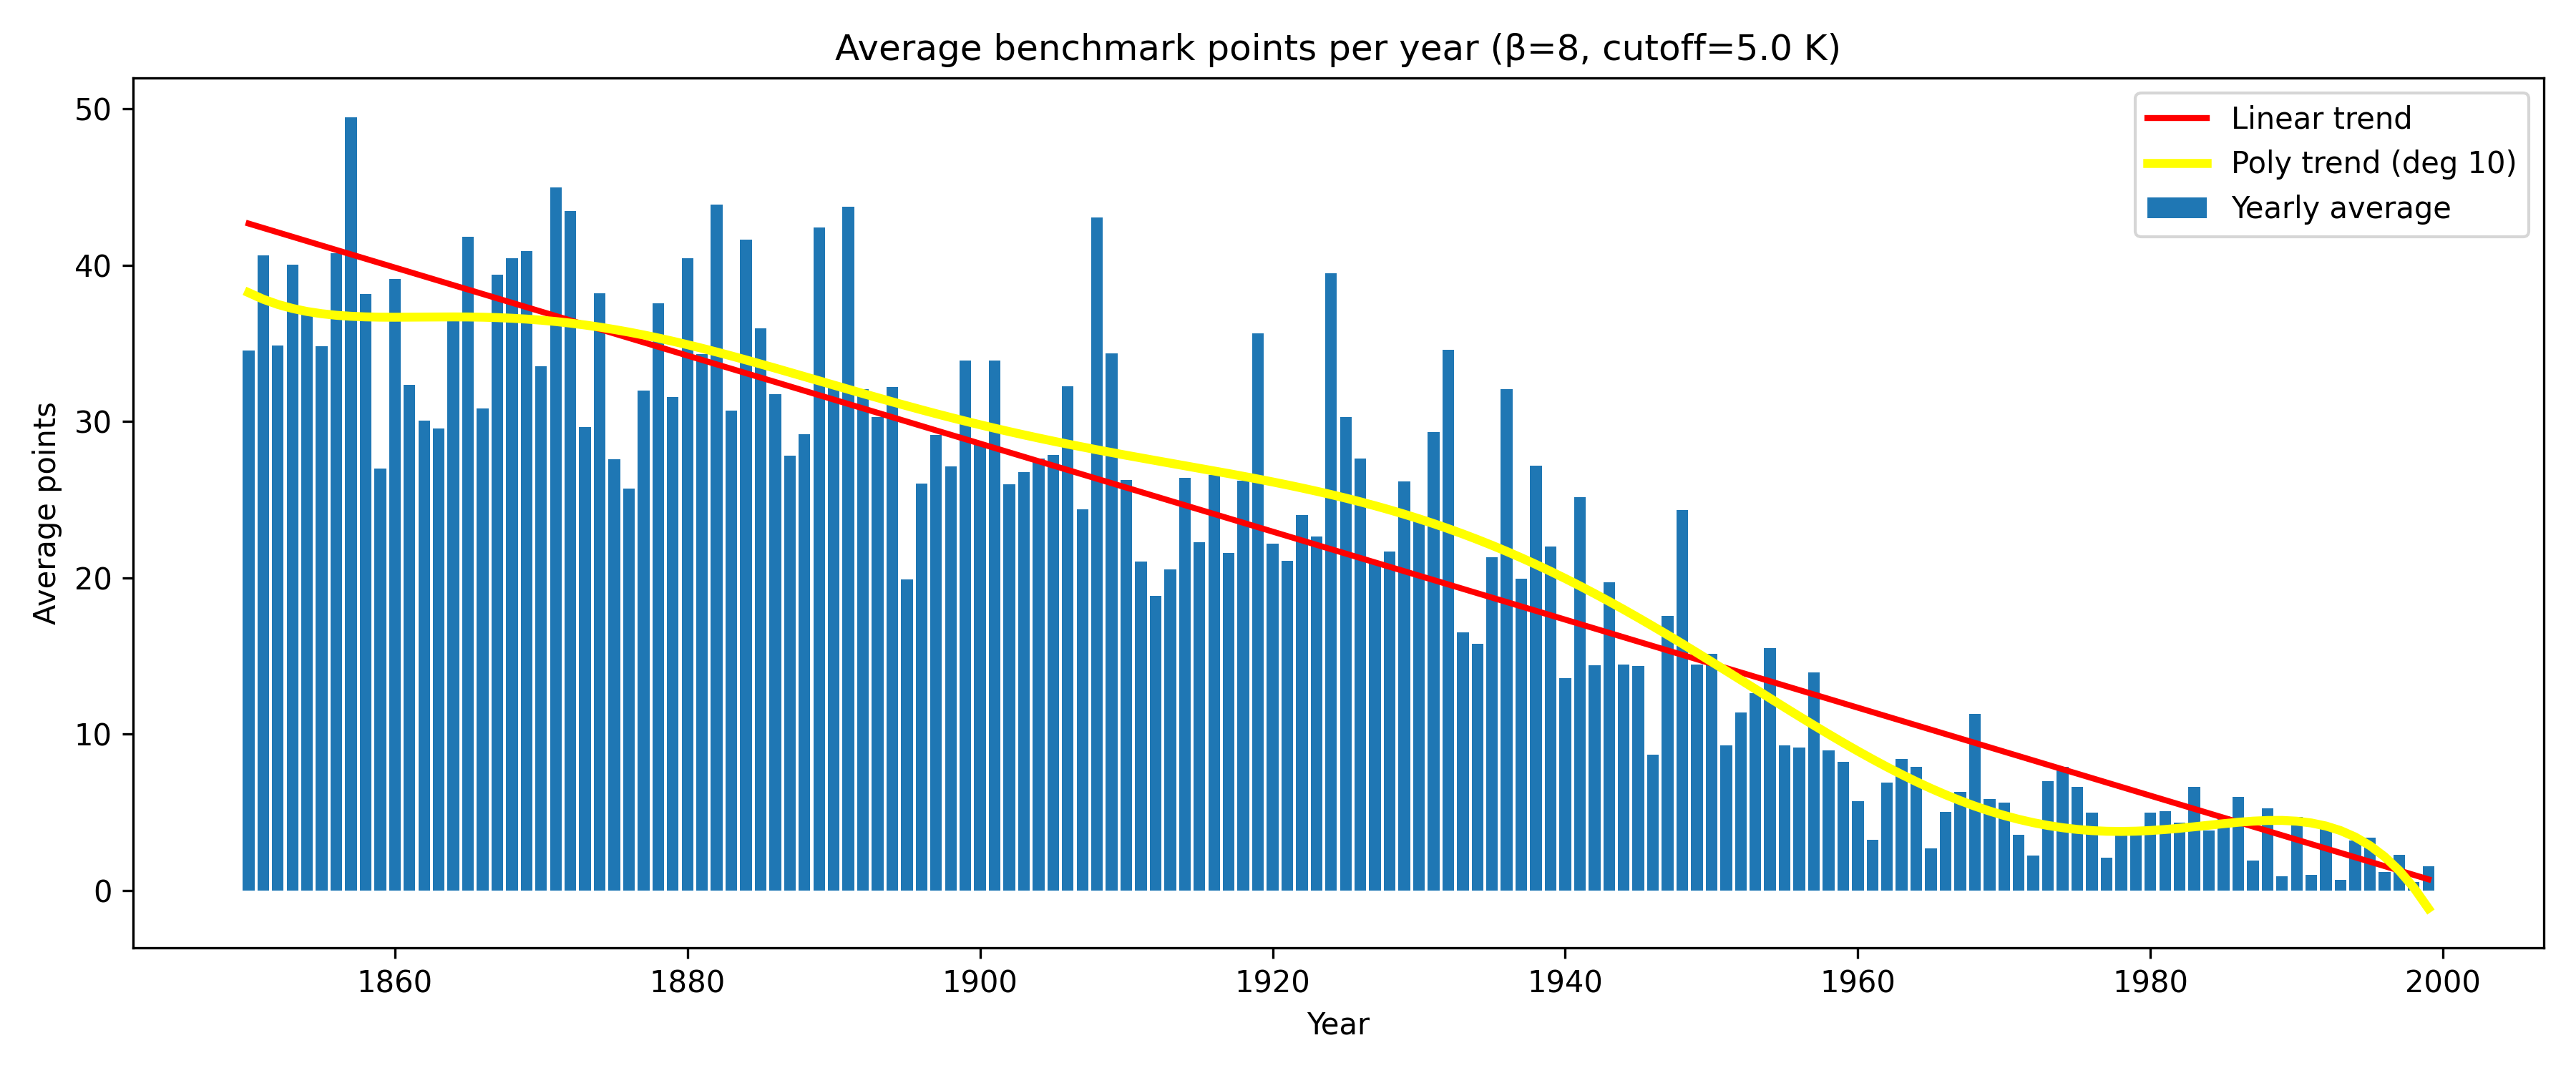 Average benchmark points per year (β=8, cutoff=5.0 K)
Linear trend
Poly trend (deg 10)
Yearly average
50
40
30
20
10
0
Average points
1860
1880
1900
1920
1940
1960
1980
2000
Year